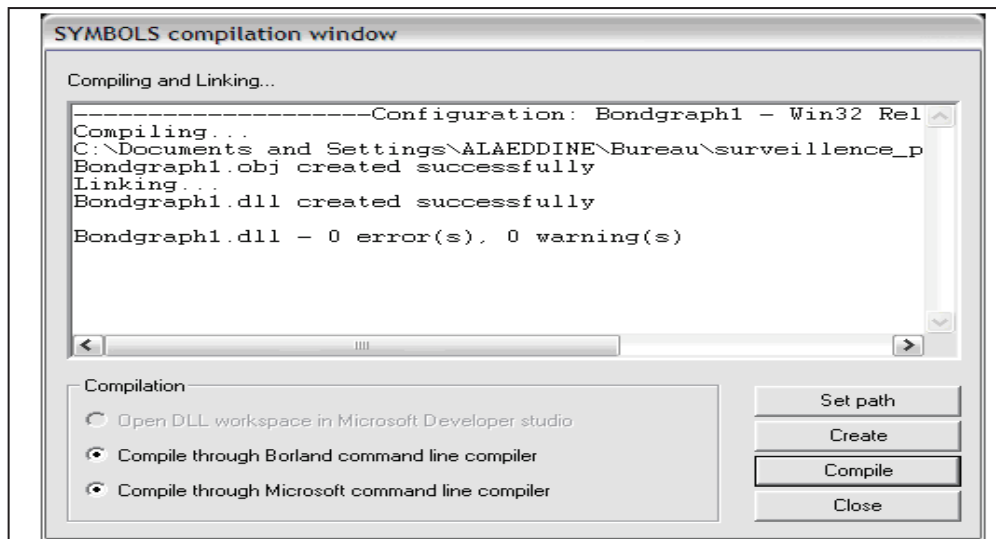 SYMBOLS compilation window
Compiling and Linking...
--------------------Configuration: Bondgraph1 - Win32 Rel
Compiling...
C:\Documents and Settings\ALAEDDINE\Bureau\surveillence_p
Bondgraph1.obj created successfully
Linking...
Bondgraph1.dll created successfully
Bondgraph1.dll - 0 error(s), 0 warning(s)
Compilation
Open DLL workspace in Microsoft Developer studio
Compile through Borland command line compiler
Compile through Microsoft command line compiler
Set path
Create
Compile
Close